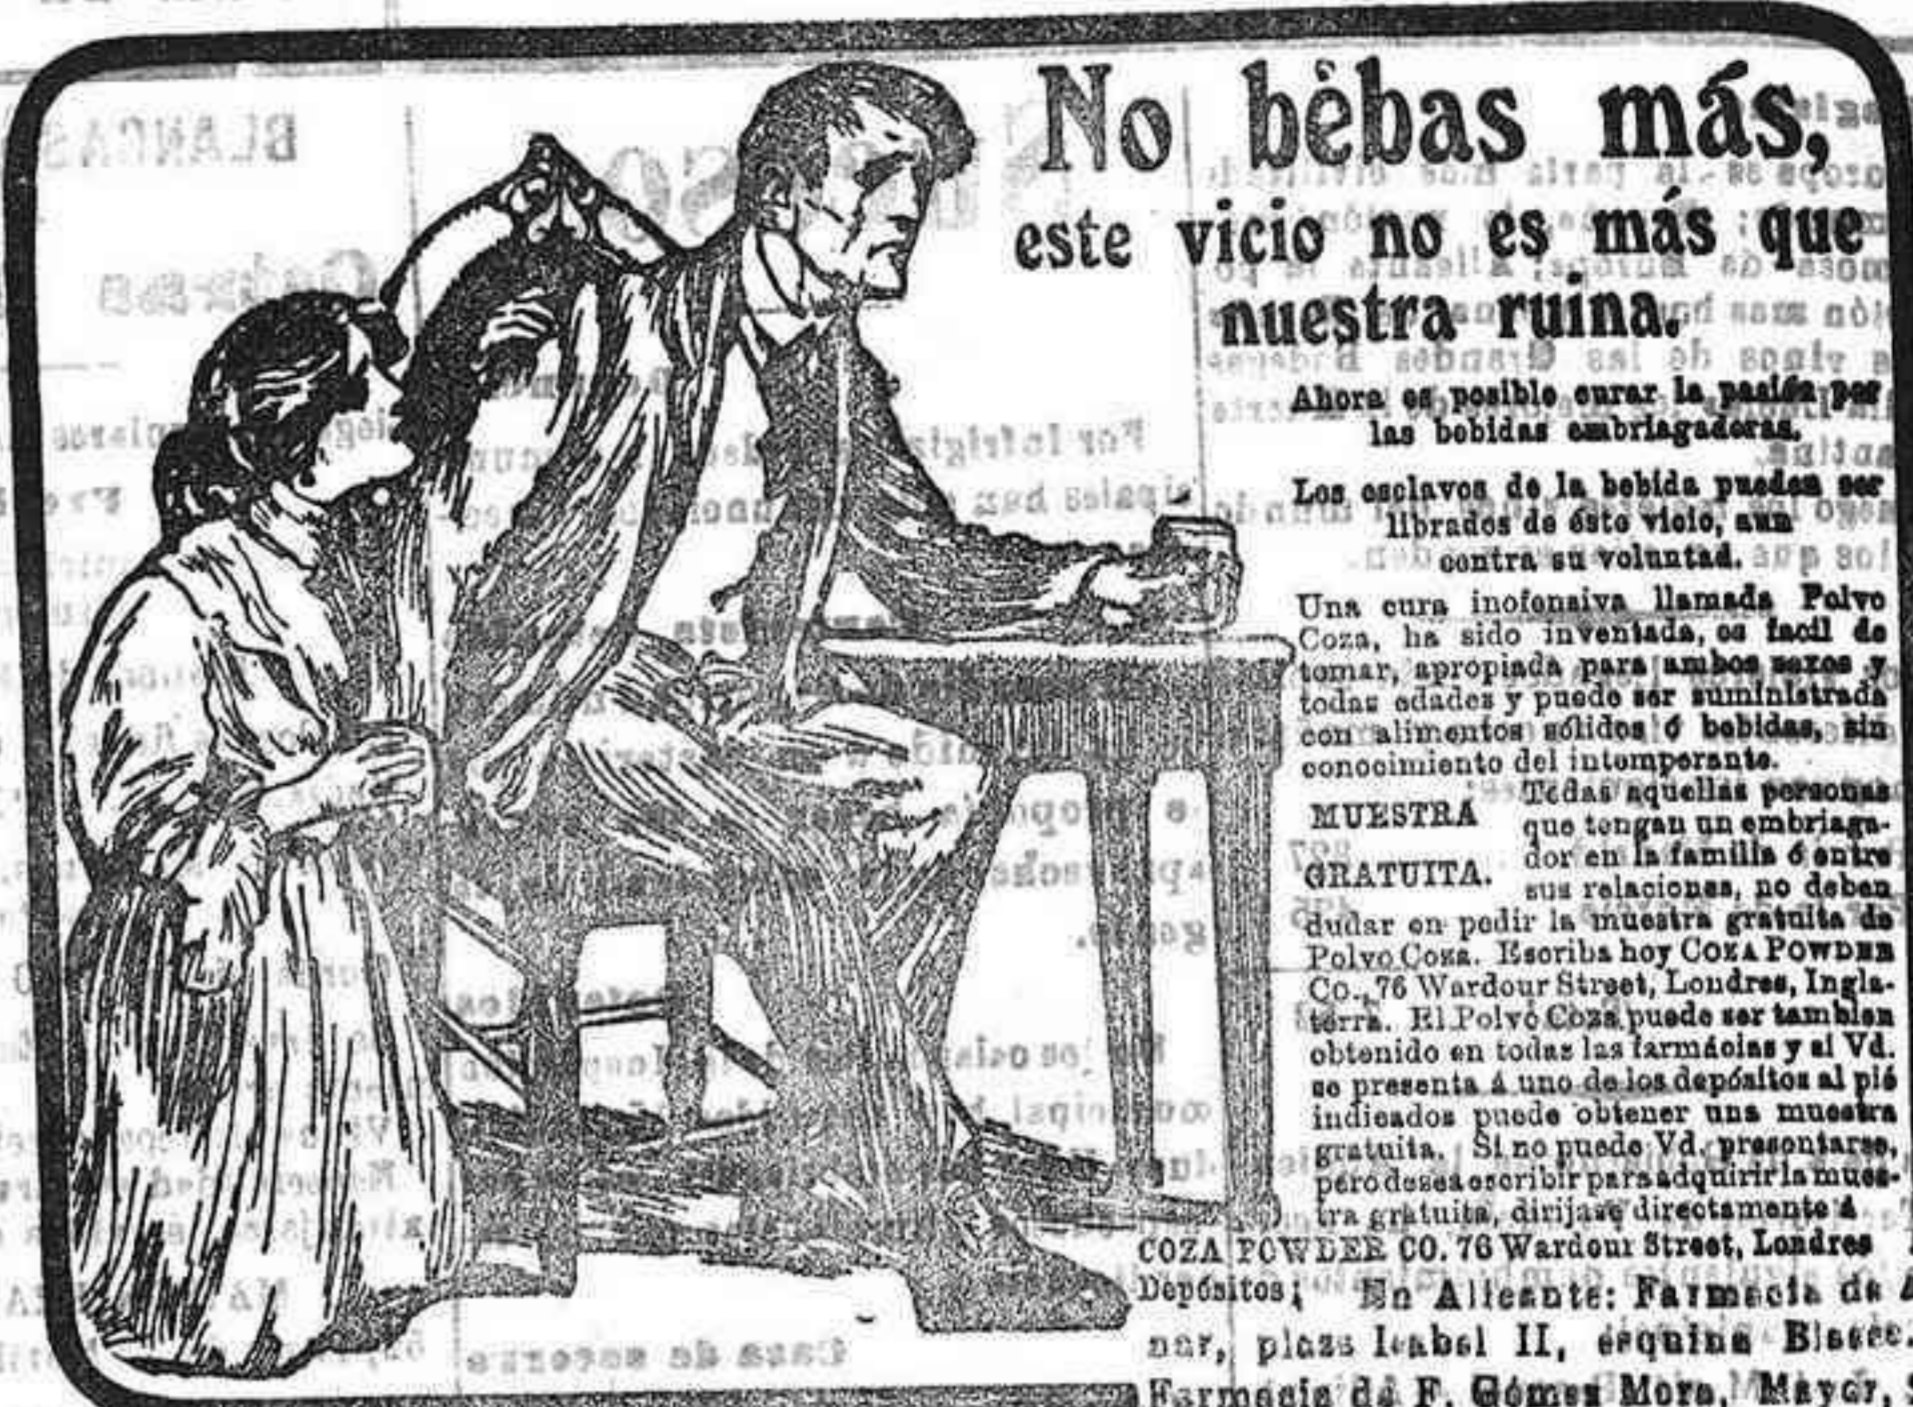 No bébas más,
este vicio no es más que
nuestra ruina.
Ahora es posible curar la pasión por
las bebidas embriagadoras.
Los esclavos de la bebida pueden ser
librados de éste vicio, aun
contra su voluntad.
Una cura inofensiva llamada Polvo
Coza, ha sido inventada, es facil de
tomar, apropiada para ambos sexos y
todas edades y puede ser suministrada
con alimentos sólidos ó bebidas, sin
conocimiento del intemperante.
MUESTRA
GRATUITA.
Todas aquellas personas
que tengan un embriaga-
dor en la familia ó entre
sus relaciones, no deben
dudar en pedir la muestra gratuita de
Polvo Coza. Escriba hoy COZA POWDER
Co., 76 Wardour Street, Londres, Ingla-
terra. El Polvo Coza puede ser tambien
obtenido en todas las farmácias y si Vd.
se presenta á uno de los depósitos al pié
indicados puede obtener una muestra
gratuita. Si no puede Vd. presentarse,
pero desea escribir para adquirir la mues-
tra gratuita, dirijase directamente á
COZA POWDER CO. 76 Wardour Street, Londres
Depósitos; En Alicante: Farmacia de
nar, plaza Isabel II, esquina
Farmacia de F. Gómez Mora, Mayor,